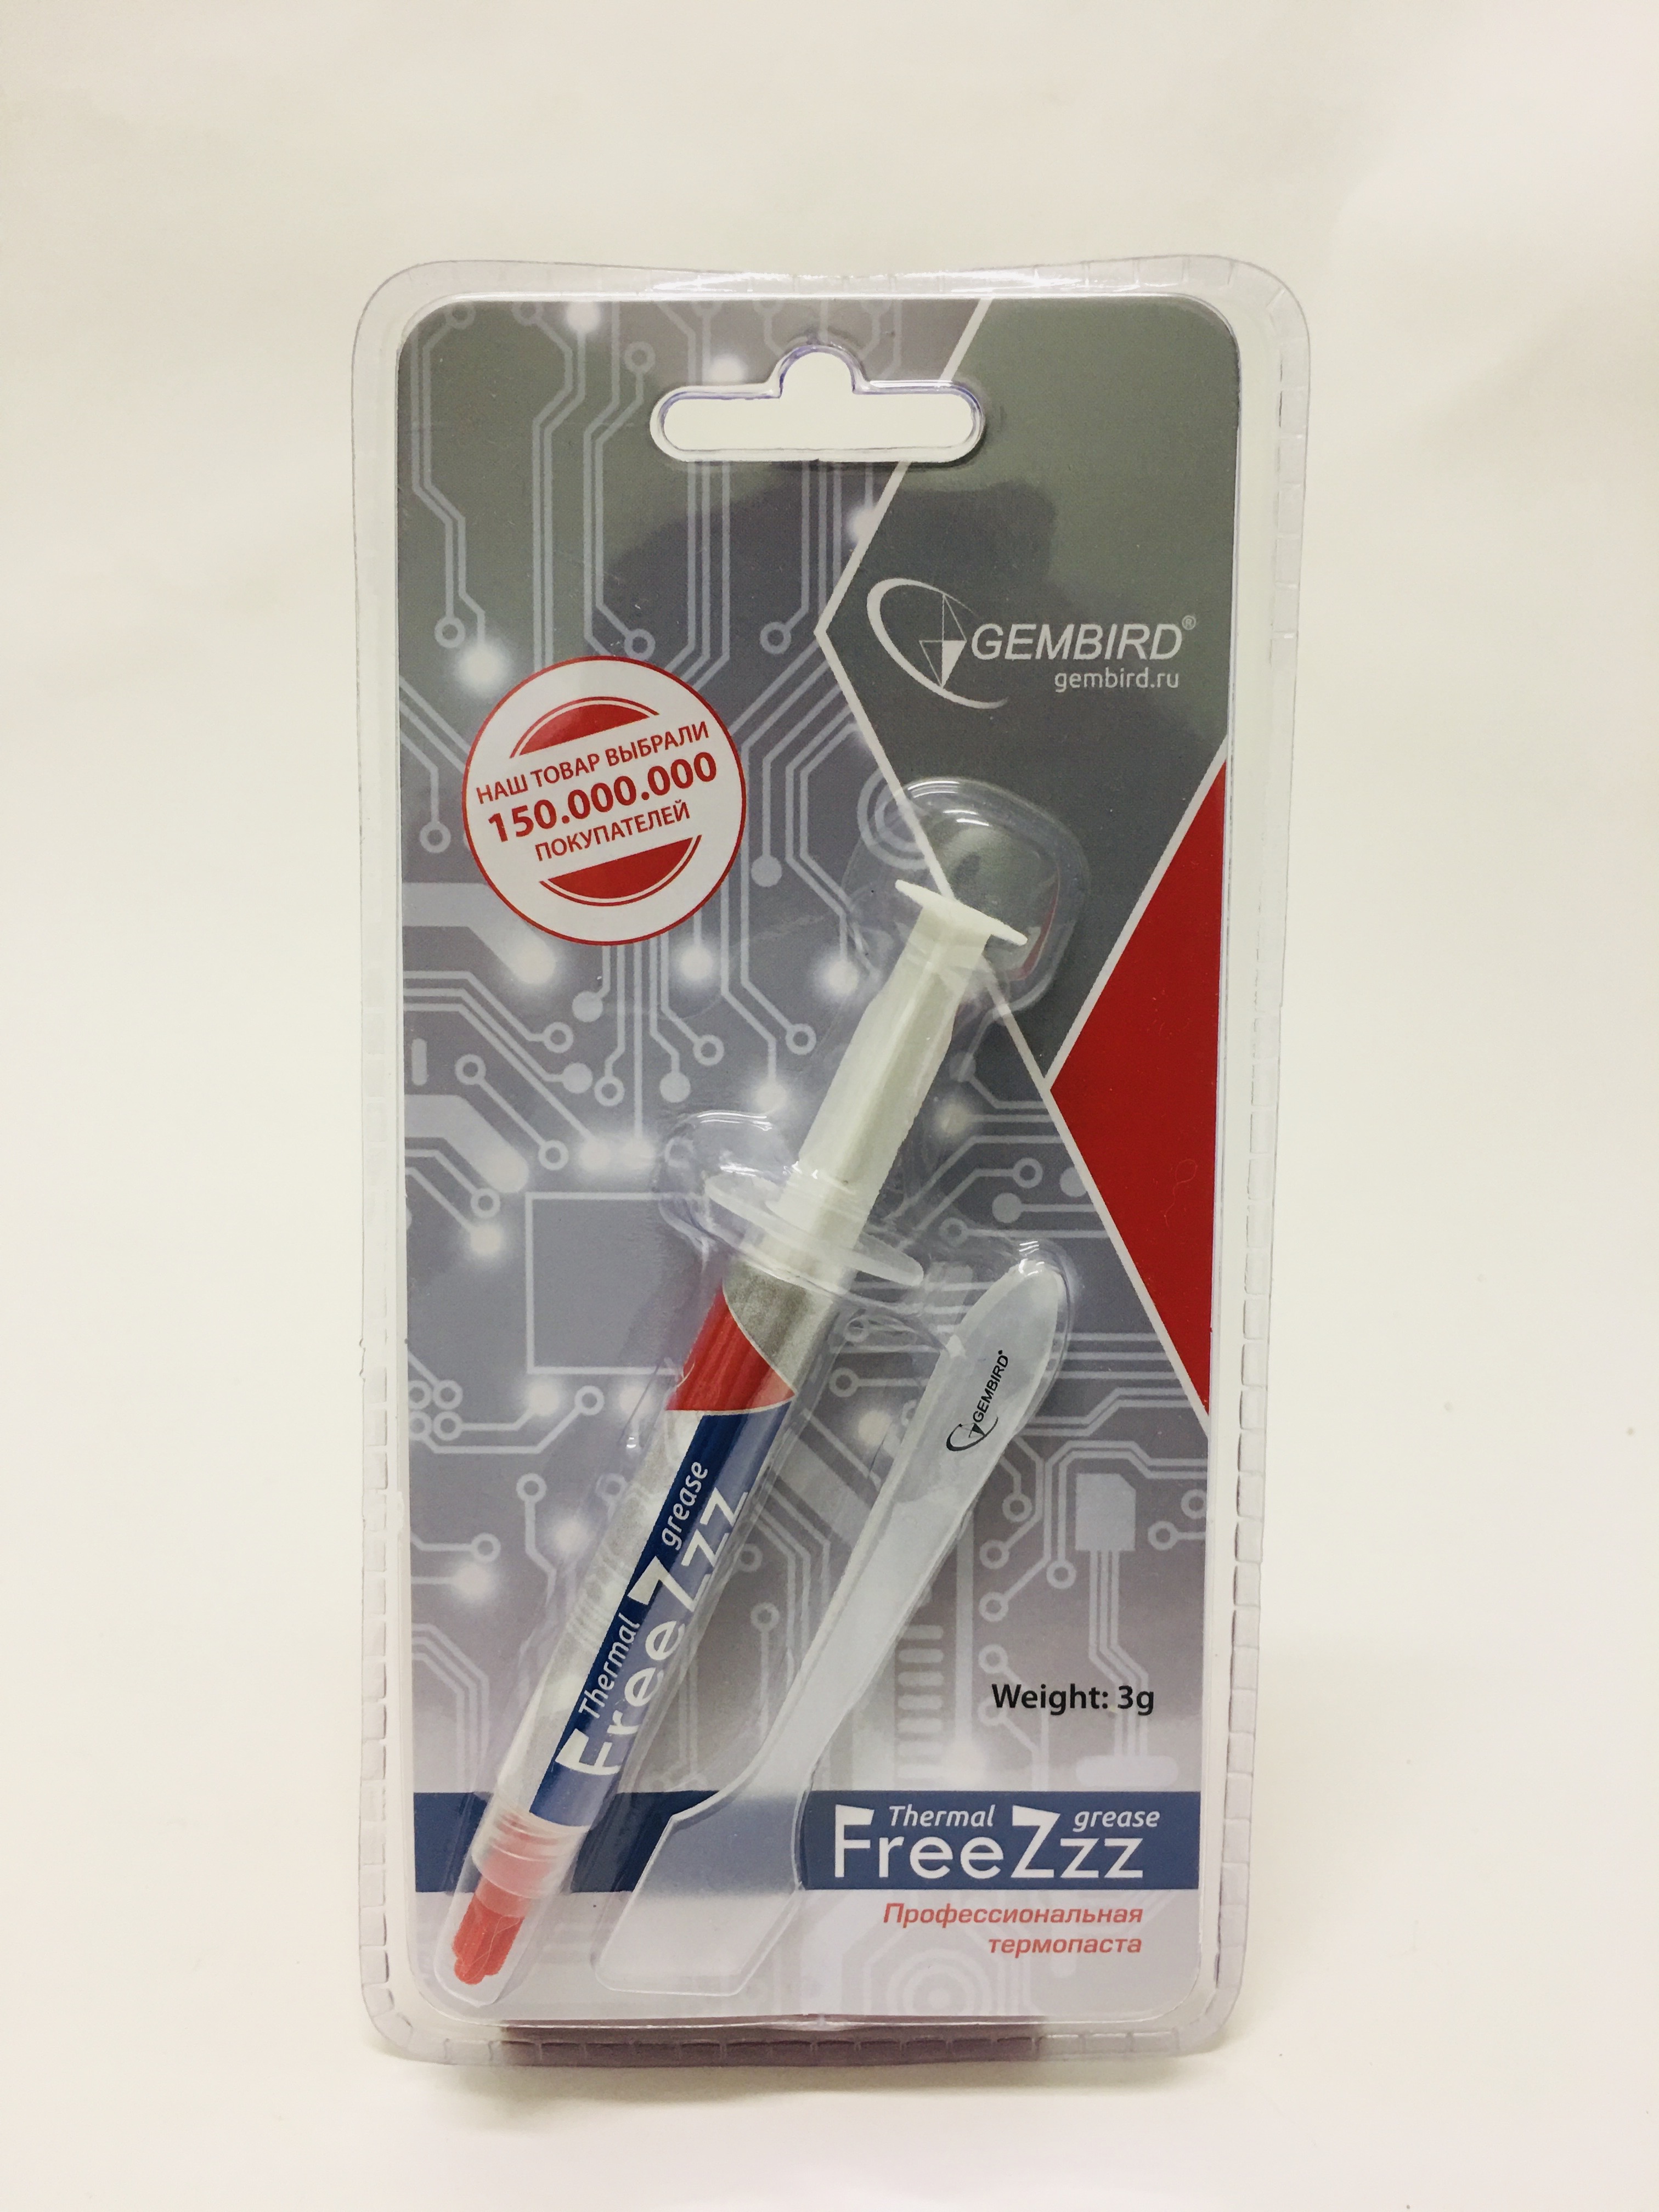 GEMBIRD®
gembird.ru
НАШ ТОВАР ВЫБРАЛИ
150.000.000
ПОКУПАТЕЛЕЙ
GEMBIRD®
Thermal grease
FreeZzz
Weight: 3g
Thermal grease
FreeZzz
Профессиональная
термопаста